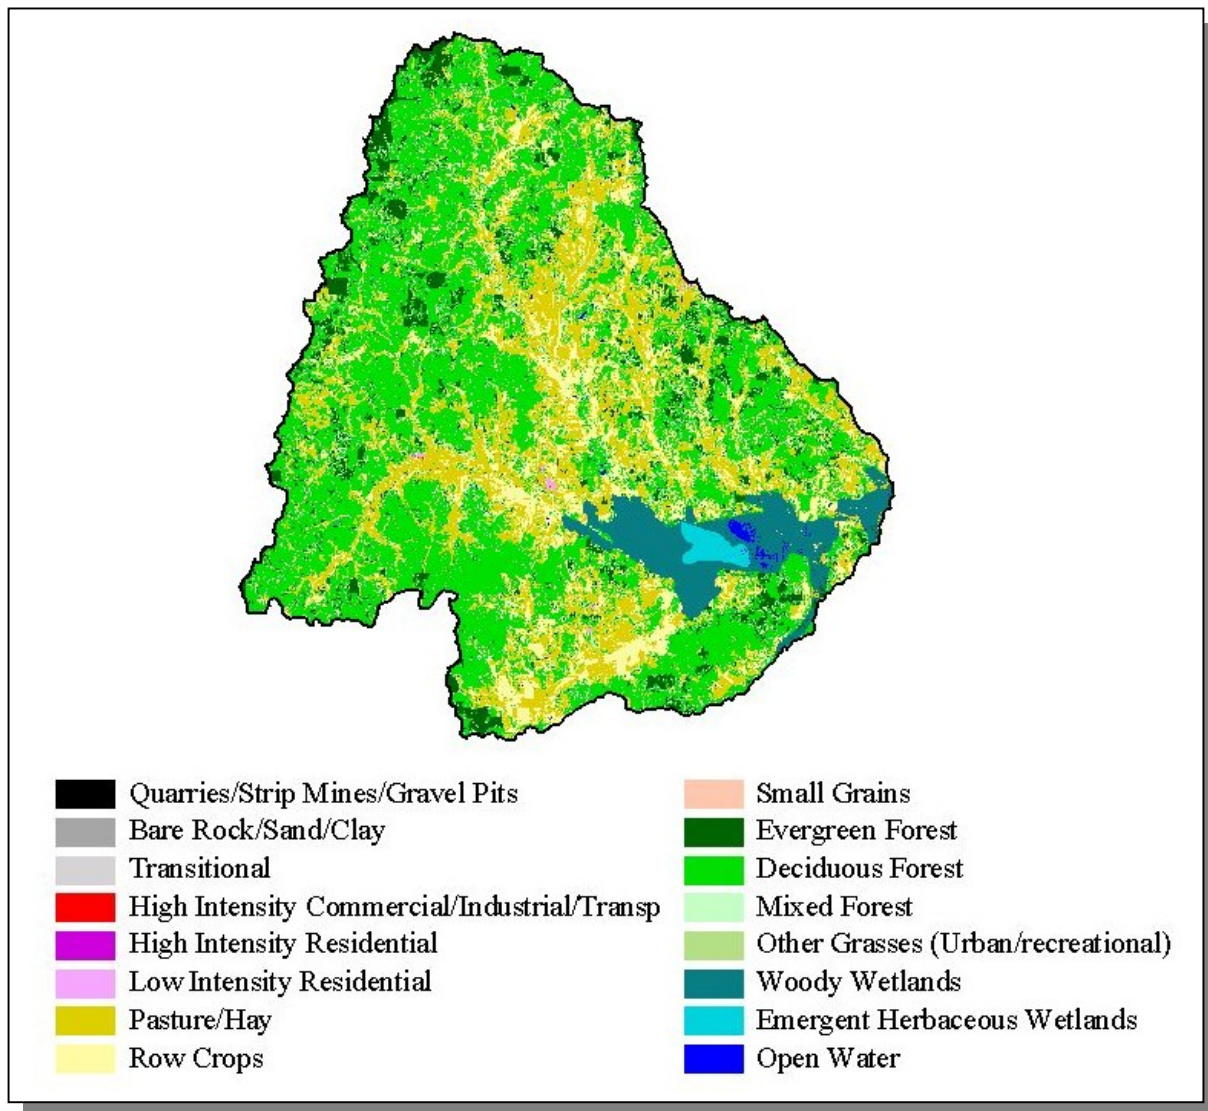 Quarries/Strip Mines/Gravel Pits
Bare Rock/Sand/Clay
Transitional
High Intensity Commercial/Industrial/Transp
High Intensity Residential
Low Intensity Residential
Pasture/Hay
Row Crops
Small Grains
Evergreen Forest
Deciduous Forest
Mixed Forest
Other Grasses (Urban/recreational)
Woody Wetlands
Emergent Herbaceous Wetlands
Open Water